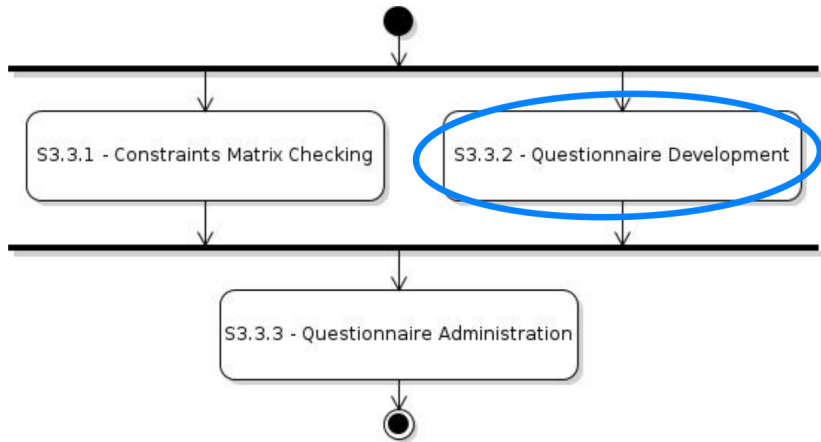 S3.3.1 - Constraints Matrix Checking
S3.3.2 - Questionnaire Development
S3.3.3 - Questionnaire Administration